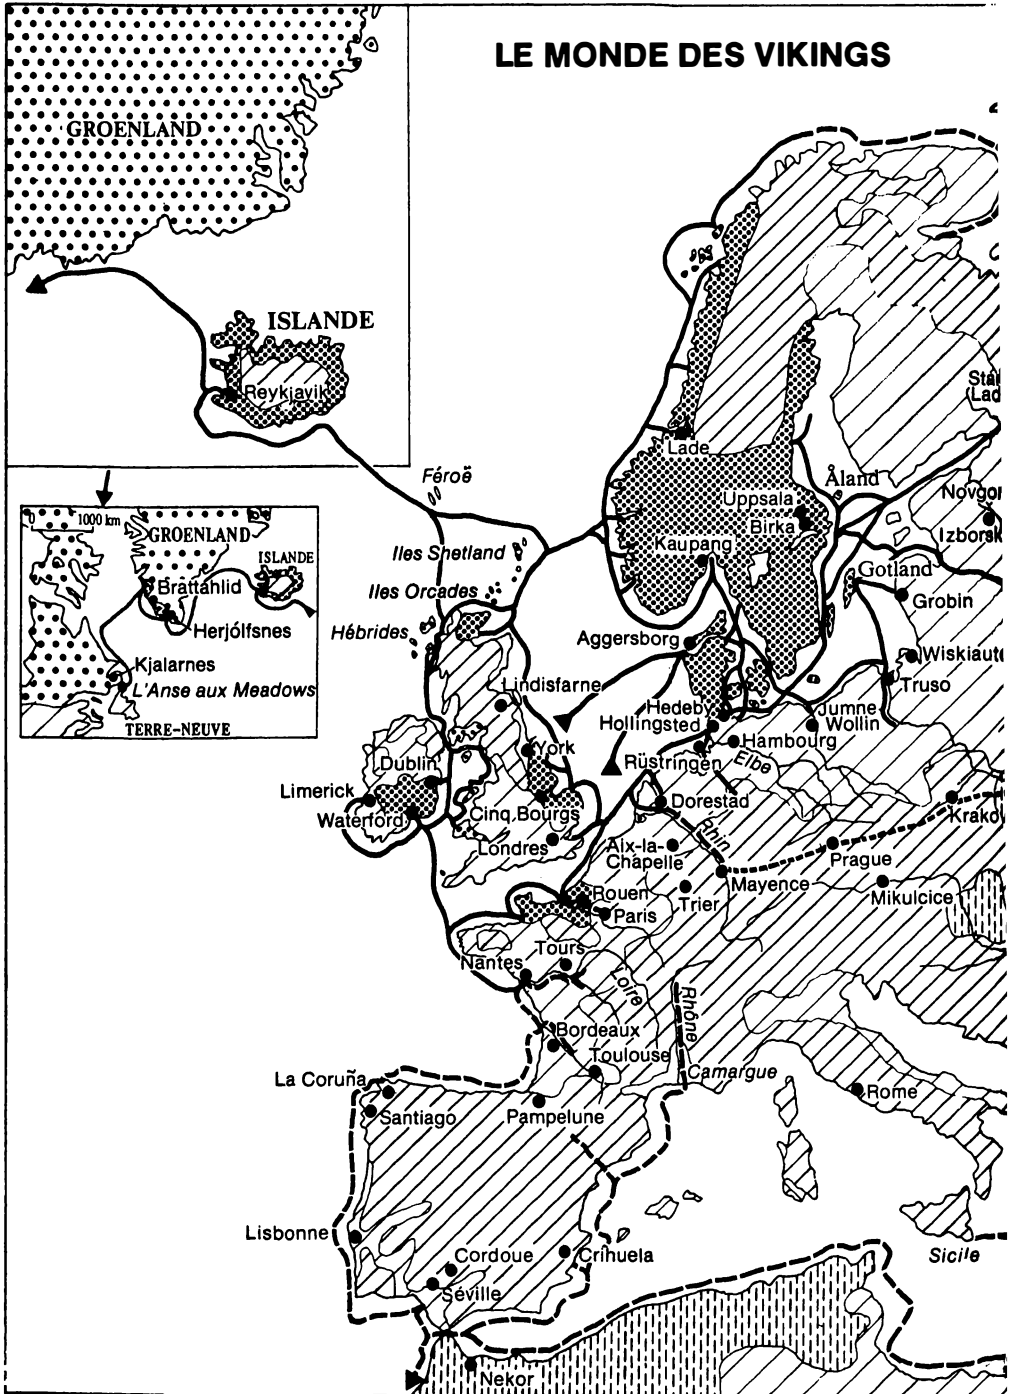 LE MONDE DES VIKINGS
GROENLAND
ISLANDE
Reykjavik
Lade
Féroë
Åland
Uppsala
Birka
Izborsk
0 1000 km
GROENLAND
ISLANDE
Brattahlid
Herjólfsnes
Kjalarnes
L'Anse aux Meadows
TERRE-NEUVE
Iles Shetland
Iles Orcades
Hébrides
Kaupang
Gotland
Grobin
Aggersborg
Truso
Lindisfarne
Hedeby
Hollingsted
Jumne
Wollin
Hambourg
York
Rüstringen
Elbe
Dublin
Limerick
Waterford
Cinq Bourgs
Londres
Dorestad
Rhin
Aix-la-
Chapelle
Prague
Mayence
Mikulcice
Trier
Rouen
Paris
Tours
Nantes
Loire
Rhône
Bordeaux
Toulouse
Camargue
Rome
La Coruña
Santiago
Pampelune
Lisbonne
Cordoue
Séville
Crihuela
Sicile
Nekor